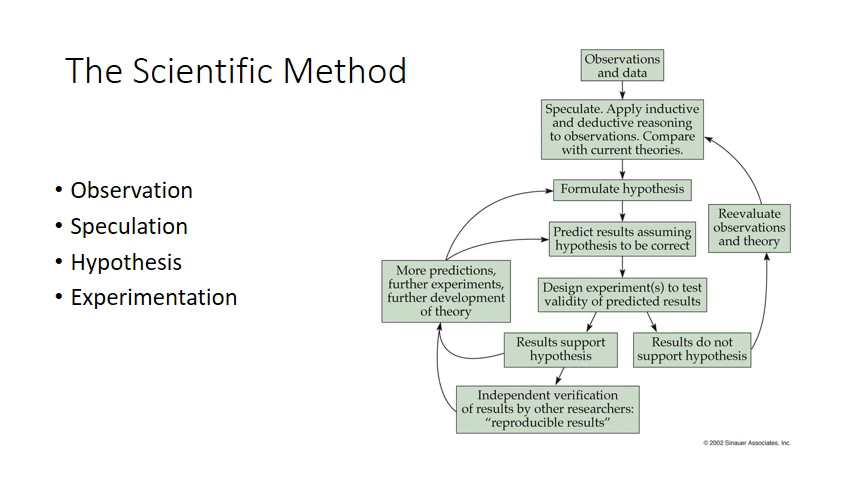 The Scientific Method
• Observation
• Speculation
• Hypothesis
• Experimentation
Observations
and data
Speculate. Apply inductive
and deductive reasoning
to observations. Compare
with current theories.
Formulate hypothesis
Predict results assuming
hypothesis to be correct
Reevaluate
observations
and theory
More predictions,
further experiments,
further development
of theory
Design experiment(s) to test
validity of predicted results
Results support
hypothesis
Results do not
support hypothesis
Independent verification
of results by other researchers:
“reproducible results”
© 2002 Sinauer Associates, Inc.